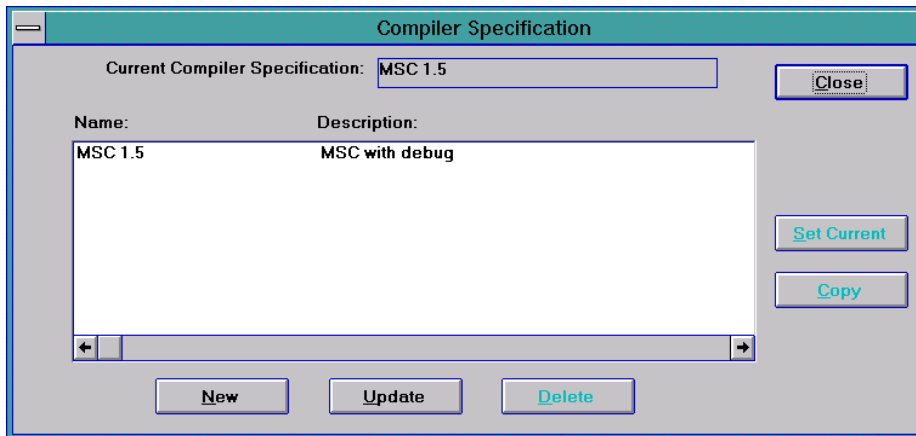 Compiler Specification
Current Compiler Specification: MSC 1.5
Close
Name: Description:
MSC 1.5 MSC with debug
Set Current
Copy
New Update Delete